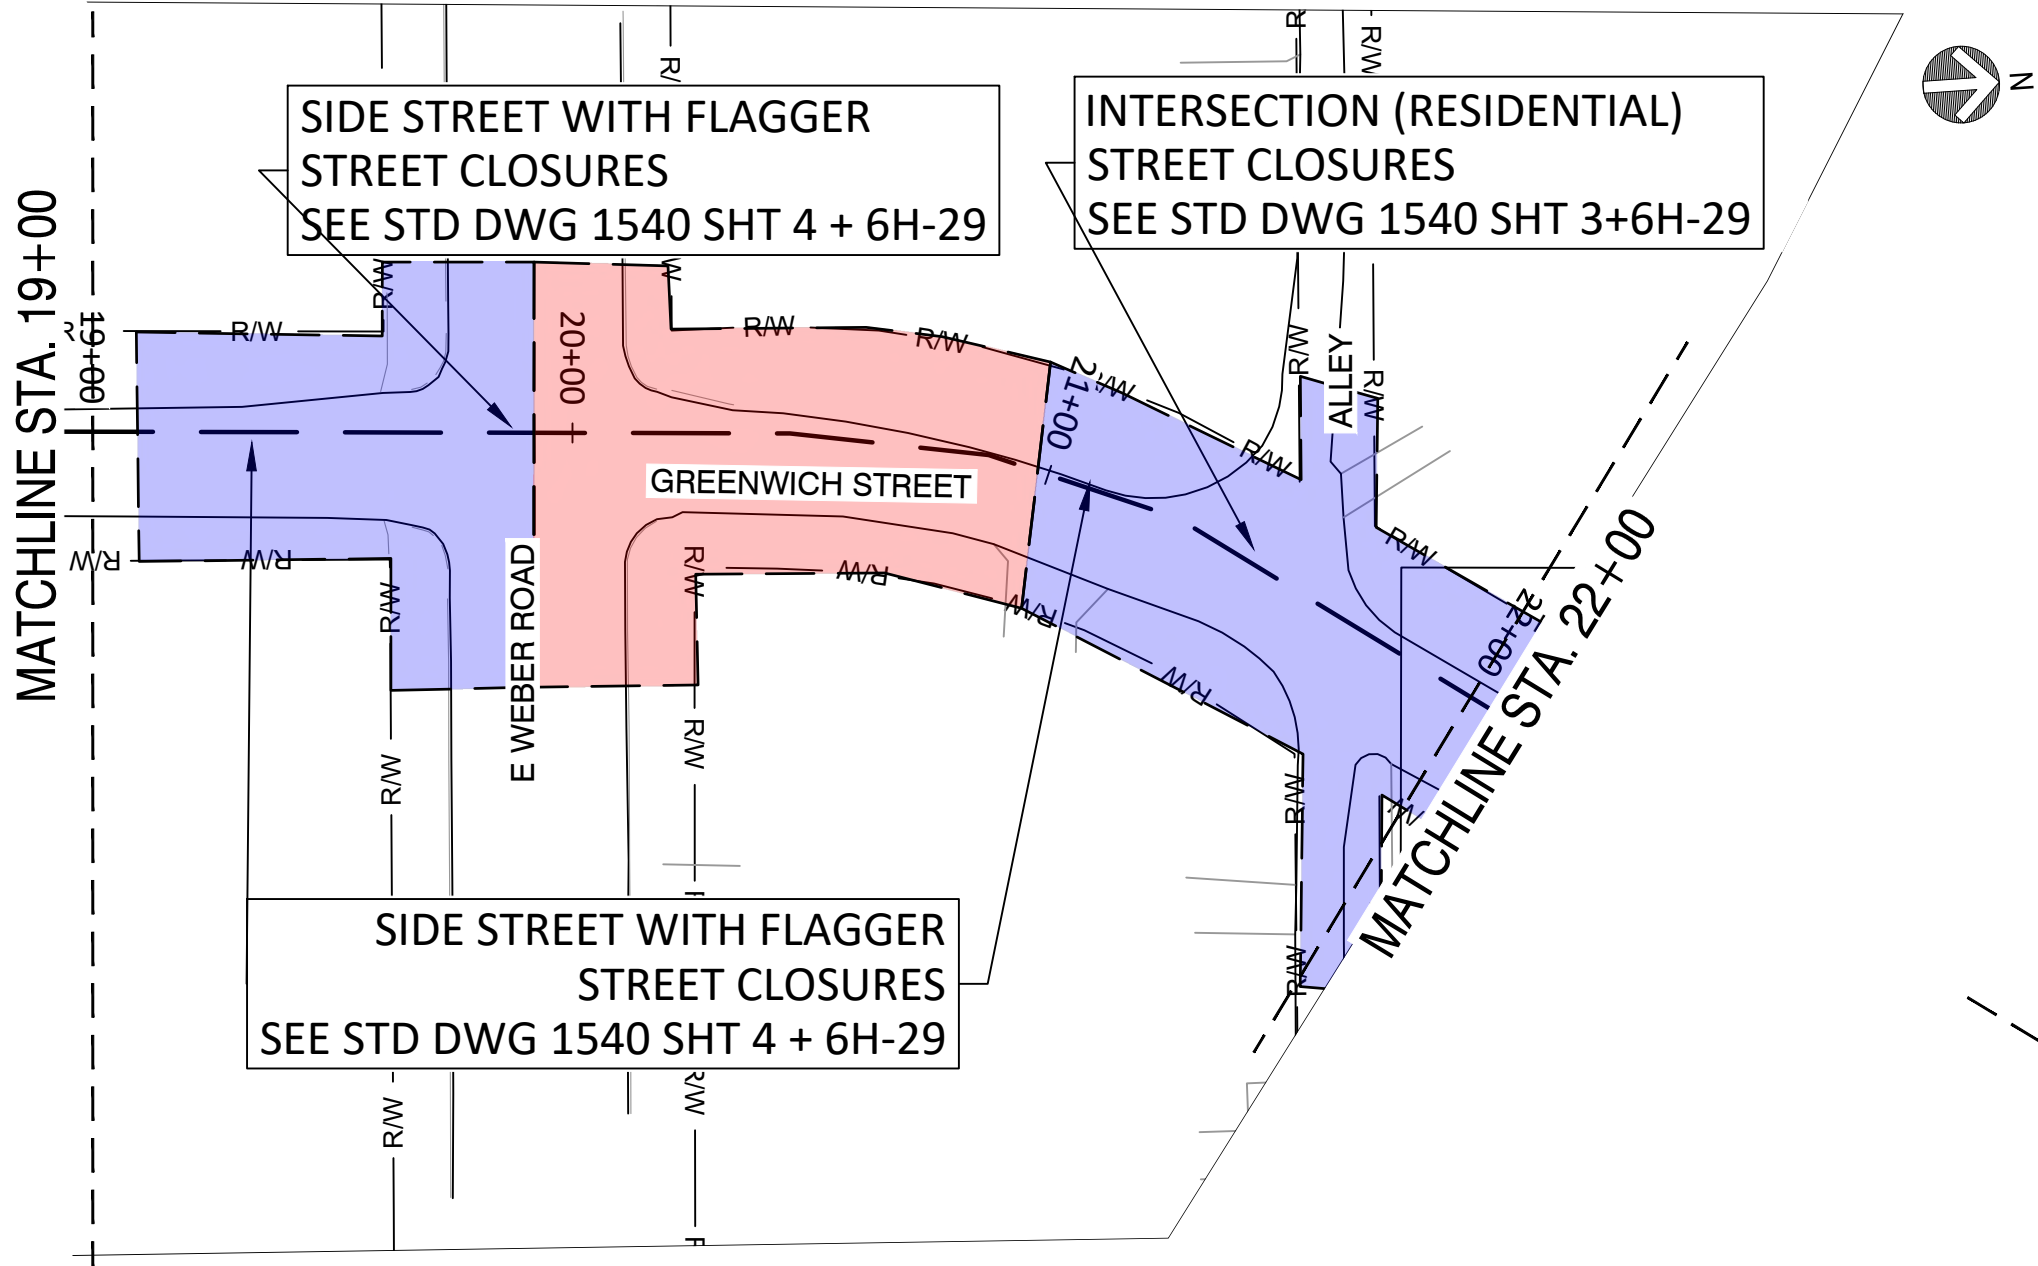 MATCHLINE STA. 19+00
SIDE STREET WITH FLAGGER
STREET CLOSURES
SEE STD DWG 1540 SHT 4 + 6H-29
INTERSECTION (RESIDENTIAL)
STREET CLOSURES
SEE STD DWG 1540 SHT 3+6H-29
N
R/W
R/W
19+00
R/W
R/W
20+00
R/W
R/W
21+00
R/W
R/W
R/W
ALLEY
R/W
GREENWICH STREET
R/W
22+00
MATCHLINE STA. 22+00
R/W
R/W
R/W
R/W
R/W
R/W
R/W
E WEBER ROAD
R/W
R/W
R/W
SIDE STREET WITH FLAGGER
STREET CLOSURES
SEE STD DWG 1540 SHT 4 + 6H-29
R/W
R/W
R/W